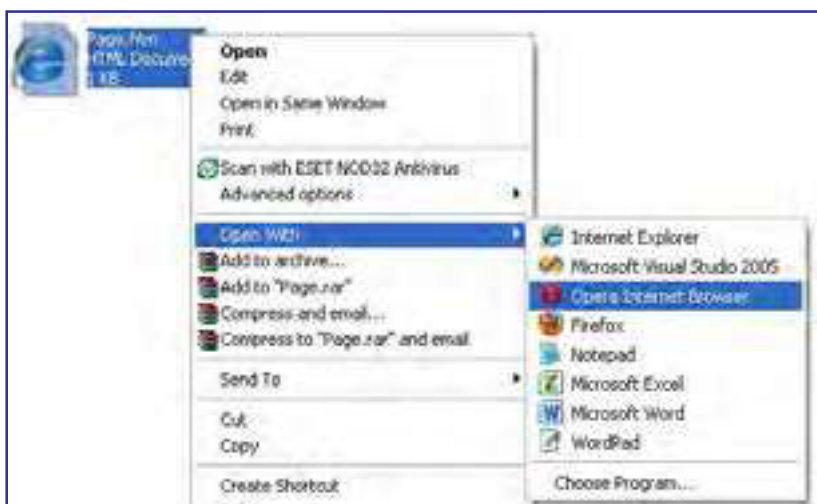 Page.htm
HTML Docume
1 KB
Open
Edit
Open in Same Window
Print
Scan with ESET NOD32 Antivirus
Advanced options
Open With
Add to archive...
Add to "Page.rar"
Compress and email...
Compress to "Page.rar" and email
Send To
Cut
Copy
Create Shortcut
Internet Explorer
Microsoft Visual Studio 2005
Opera Internet Browser
Firefox
Notepad
Microsoft Excel
Microsoft Word
WordPad
Choose Program...